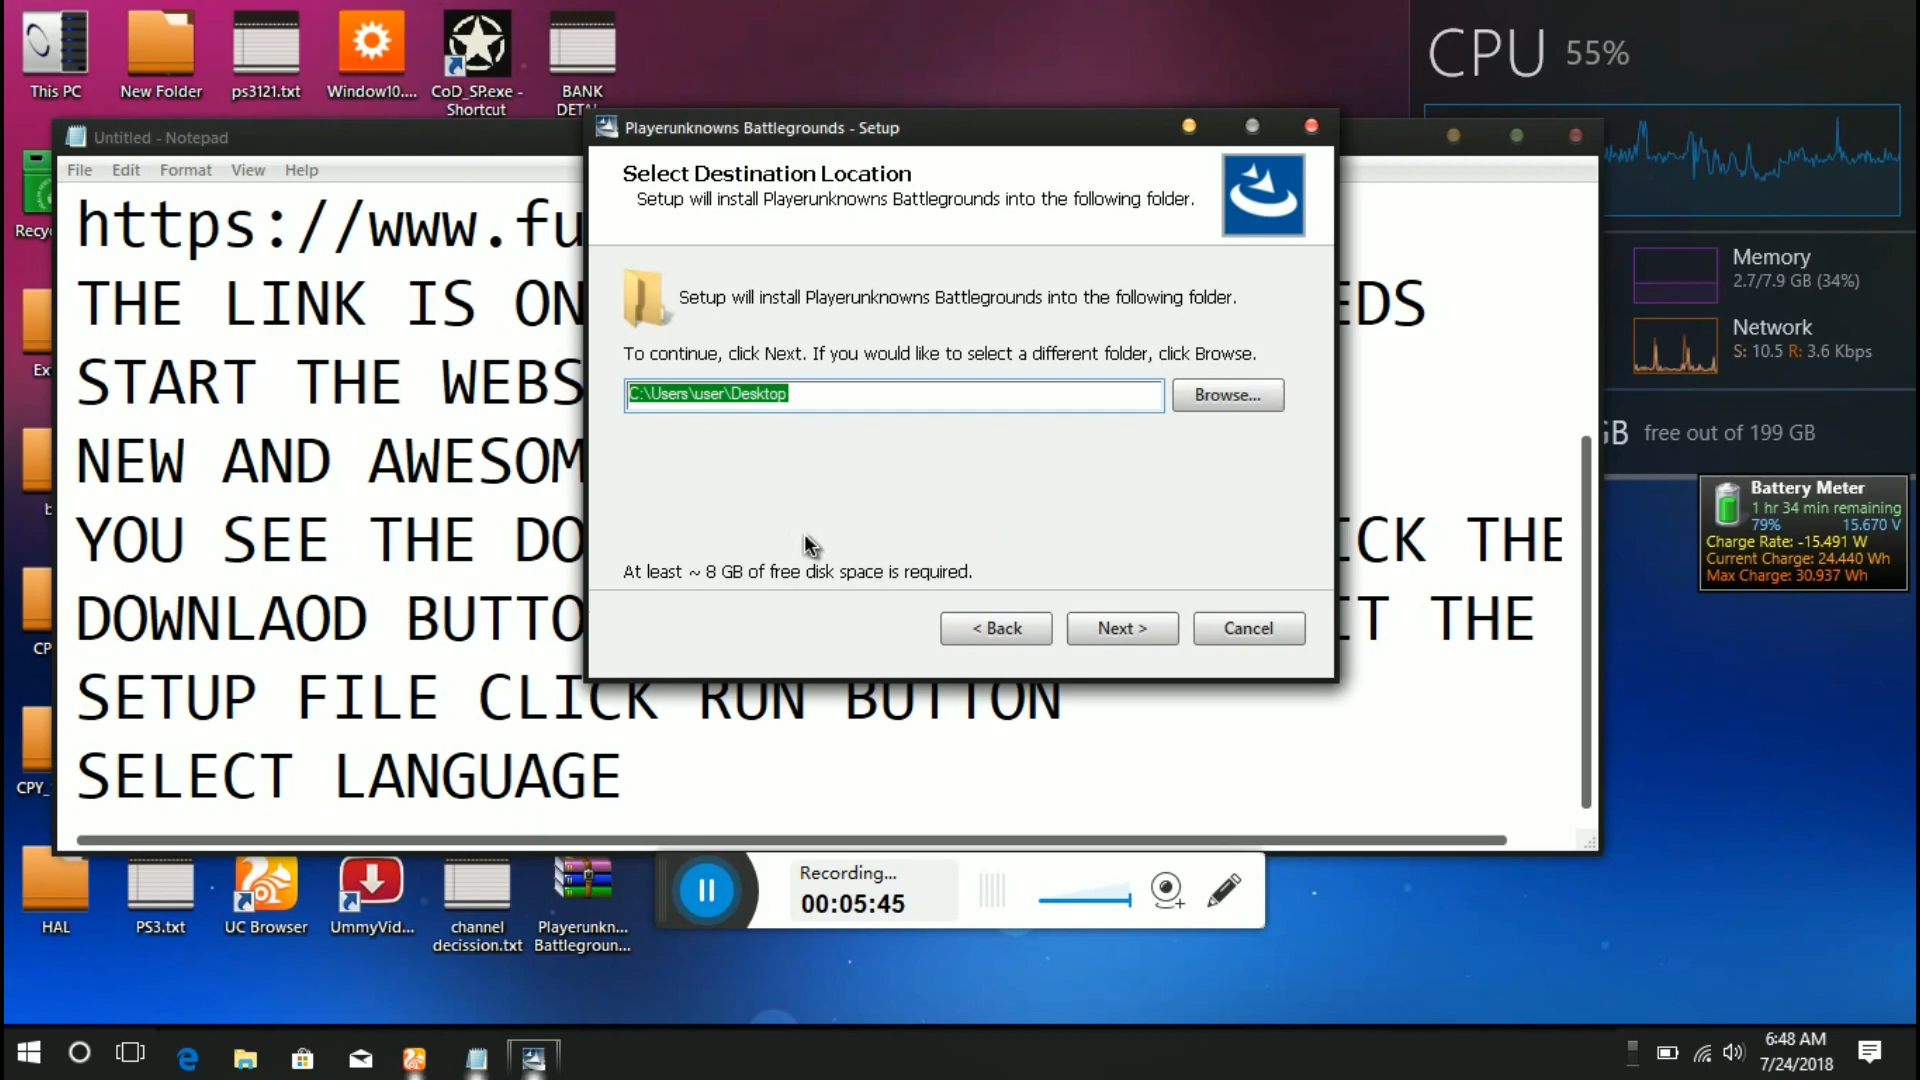 This PC
New Folder
ps3121.txt
Window10....
CoD_SP.exe -
Shortcut
BANK
CPU 55%
Untitled - Notepad
File Edit Format View Help
https://www.fu
THE LINK IS ON
EDS
START THE WEBS
NEW AND AWESOM
YOU SEE THE DO
ICK THE
DOWNLAOD BUTTO
IT THE
SETUP FILE CLICK RUN BUTTON
SELECT LANGUAGE
Playerunknowns Battlegrounds - Setup
Select Destination Location
Setup will install Playerunknowns Battlegrounds into the following folder.
Setup will install Playerunknowns Battlegrounds into the following folder.
To continue, click Next. If you would like to select a different folder, click Browse.
C:\Users\user\Desktop
Browse...
At least ~ 8 GB of free disk space is required.
< Back
Next >
Cancel
Memory
2.7/7.9 GB (34%)
Network
S: 10.5 R: 3.6 Kbps
GB free out of 199 GB
Battery Meter
1 hr 34 min remaining
79% 15.670 V
Charge Rate: -15.491 W
Current Charge: 24.440 Wh
Max Charge: 30.937 Wh
Recy
Ex
CP
CPY_
HAL
PS3.txt
UC Browser
UmmyVid...
channel
decission.txt
Playerunkn...
Battlegroun...
Recording...
00:05:45
6:48 AM
7/24/2018